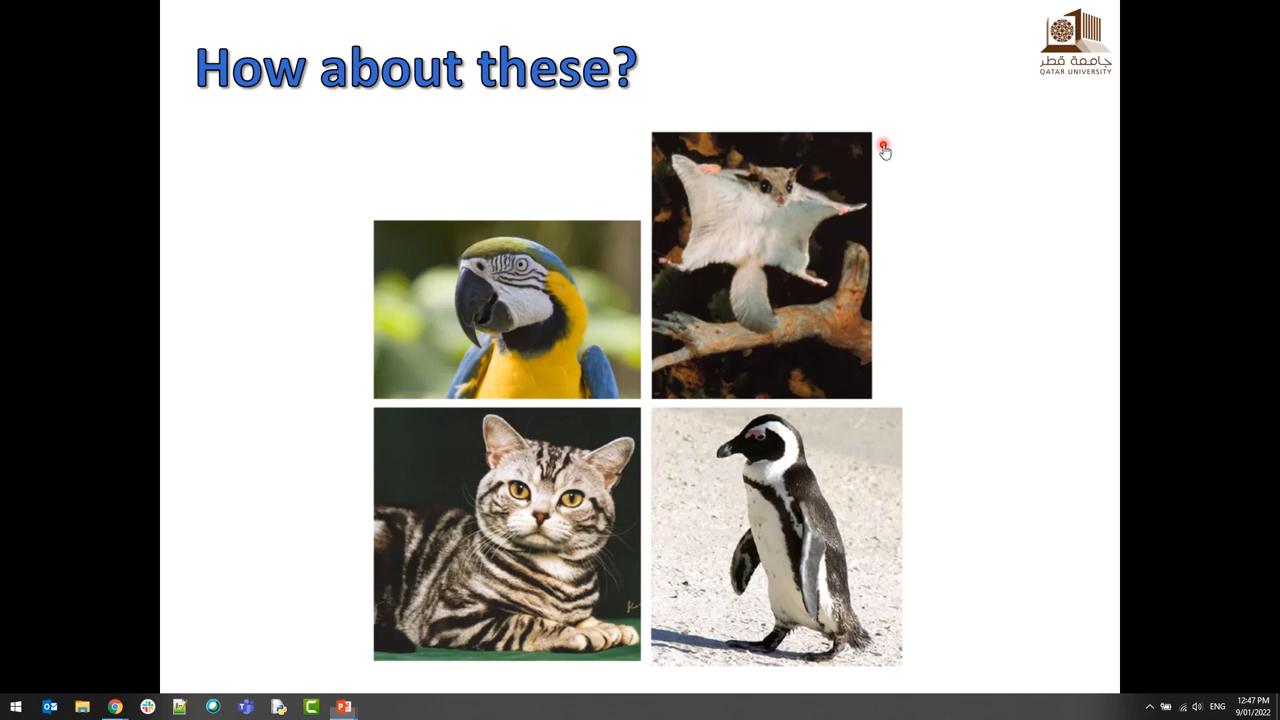 How about these?
جامعة قطر
QATAR UNIVERSITY
ENG
12:47 PM
9/01/2022